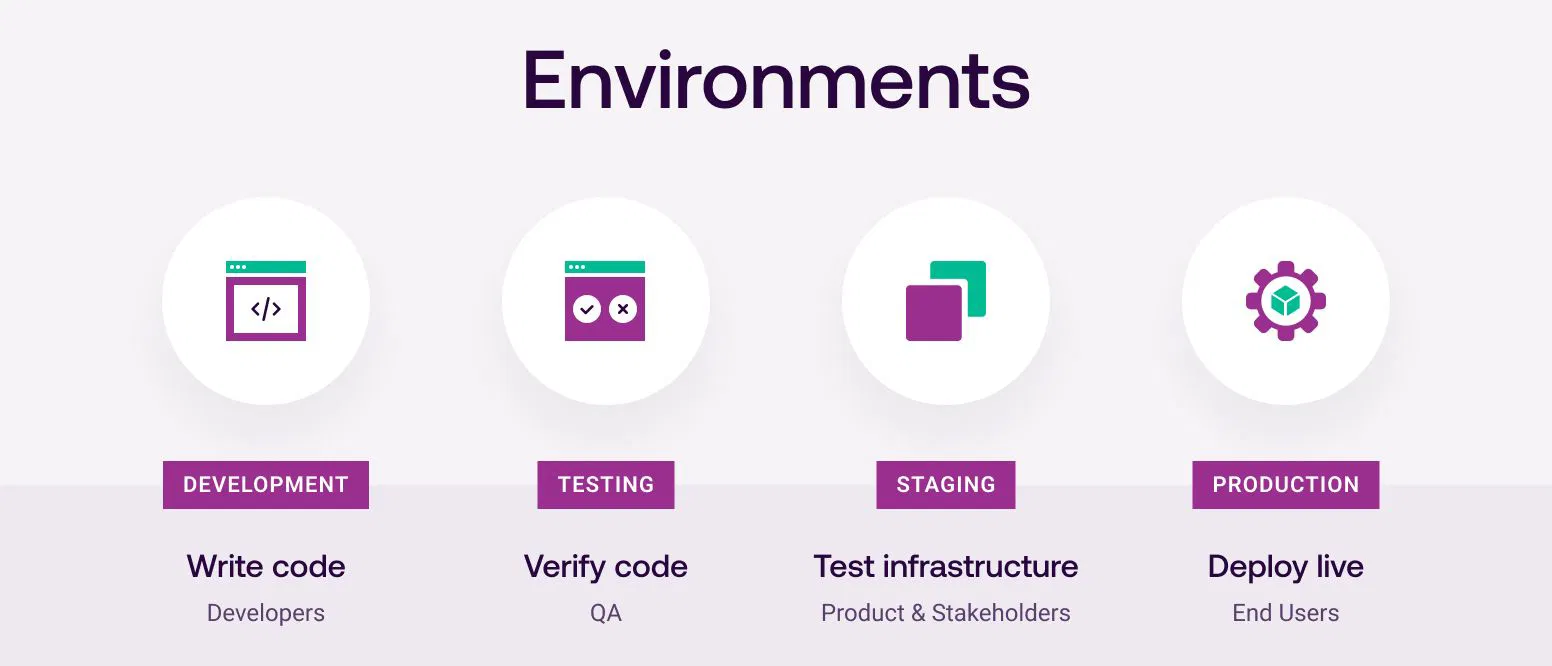 Environments
</>
DEVELOPMENT
TESTING
STAGING
PRODUCTION
Write code
Verify code
Test infrastructure
Deploy live
Developers
QA
Product & Stakeholders
End Users